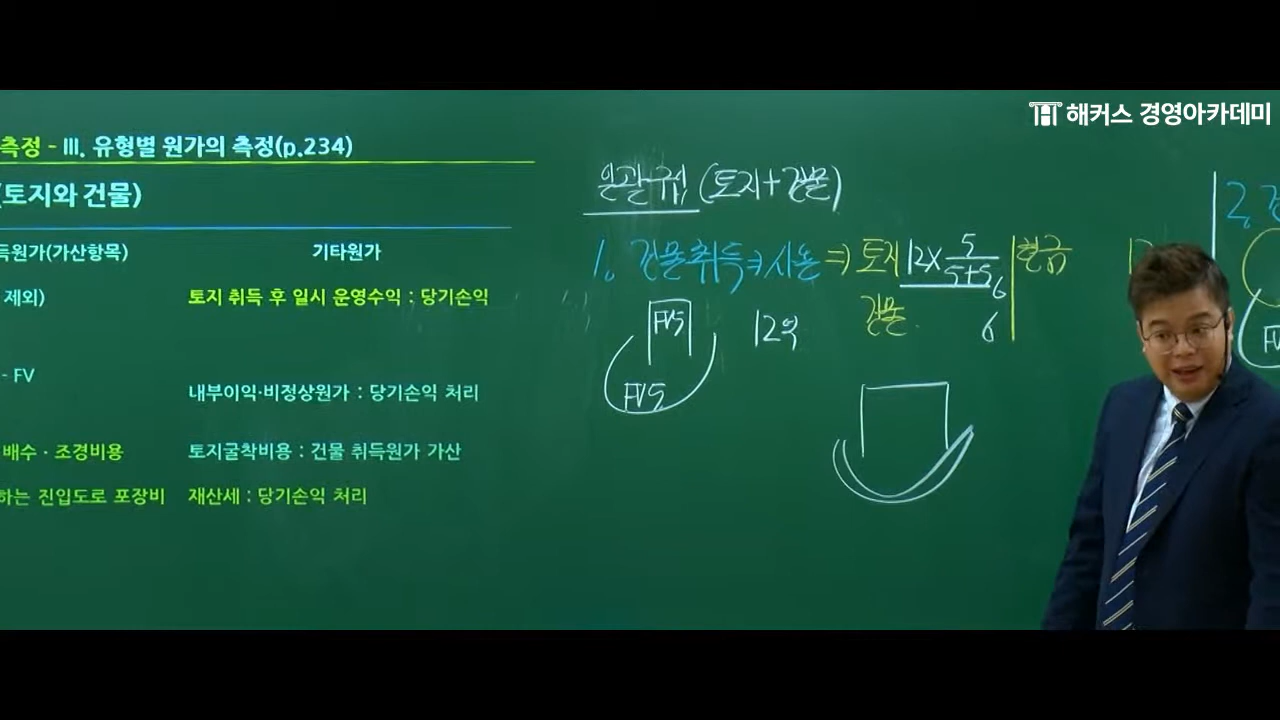 해커스 경영아카데미
측정 - III. 유형별 원가의 측정(p.234)
(토지와 건물)
득원가(가산항목) 기타원가
제외) 토지 취득 후 일시 운영수익 : 당기손익
- FV
내부이익·비정상원가 : 당기손익 처리
배수 · 조경비용 토지굴착비용 : 건물 취득원가 가산
하는 진입도로 포장비 재산세 : 당기손익 처리
일괄구입 (토지+건물)
1. 건물취득⇒사용 ⇒ 토지 12× 5/(5+5) 6 현금
FV5 12억 건물 6
FV5
2,